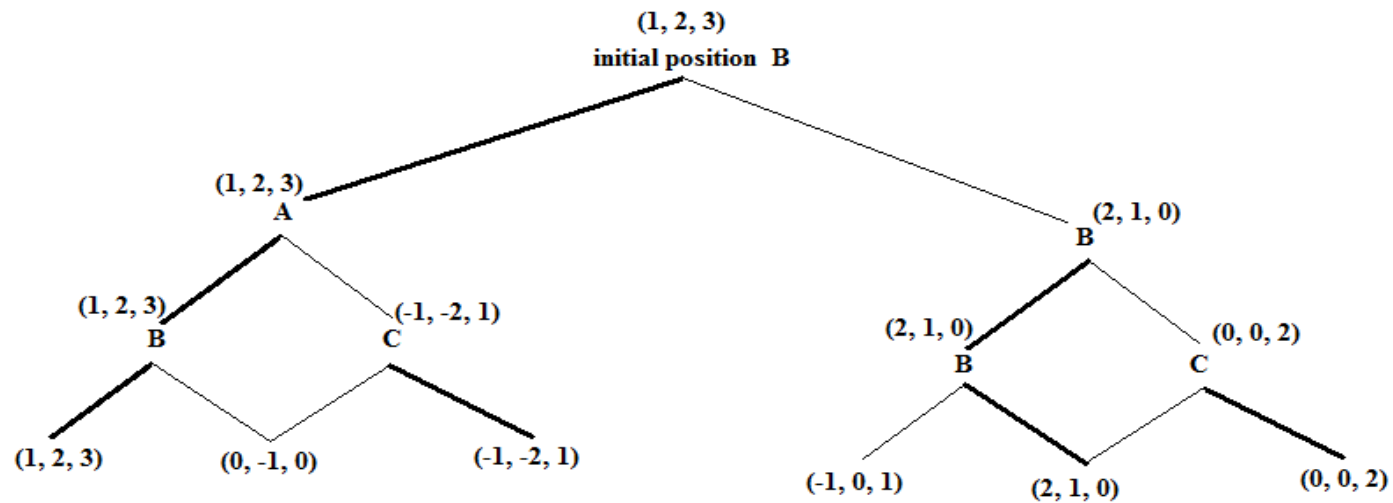 (1, 2, 3)
initial position B
(1, 2, 3)
A
(2, 1, 0)
B
(1, 2, 3)
B
(-1, -2, 1)
C
(2, 1, 0)
B
(0, 0, 2)
C
(1, 2, 3)
(0, -1, 0)
(-1, -2, 1)
(-1, 0, 1)
(2, 1, 0)
(0, 0, 2)